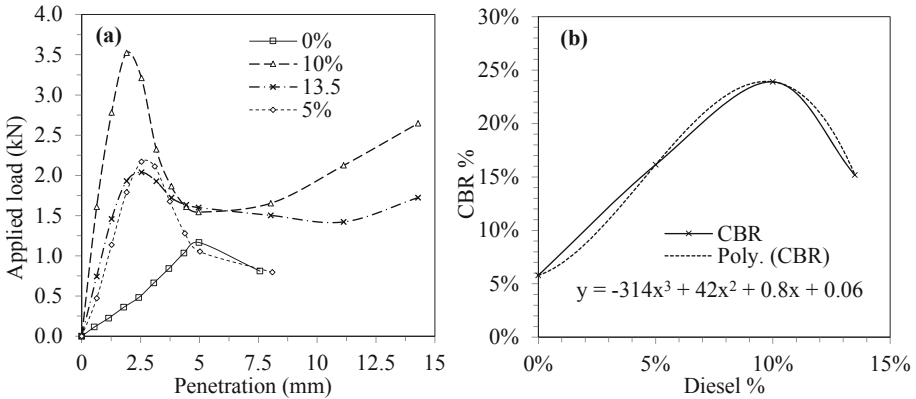 (a)
0%
10%
13.5
5%
4.0
3.5
3.0
2.5
2.0
1.5
1.0
0.5
0.0
Applied load (kN)
0 2.5 5 7.5 10 12.5 15
Penetration (mm)
(b)
30%
25%
20%
15%
10%
5%
0%
CBR %
CBR
Poly. (CBR)
y = -314x³ + 42x² + 0.8x + 0.06
0% 5% 10% 15%
Diesel %